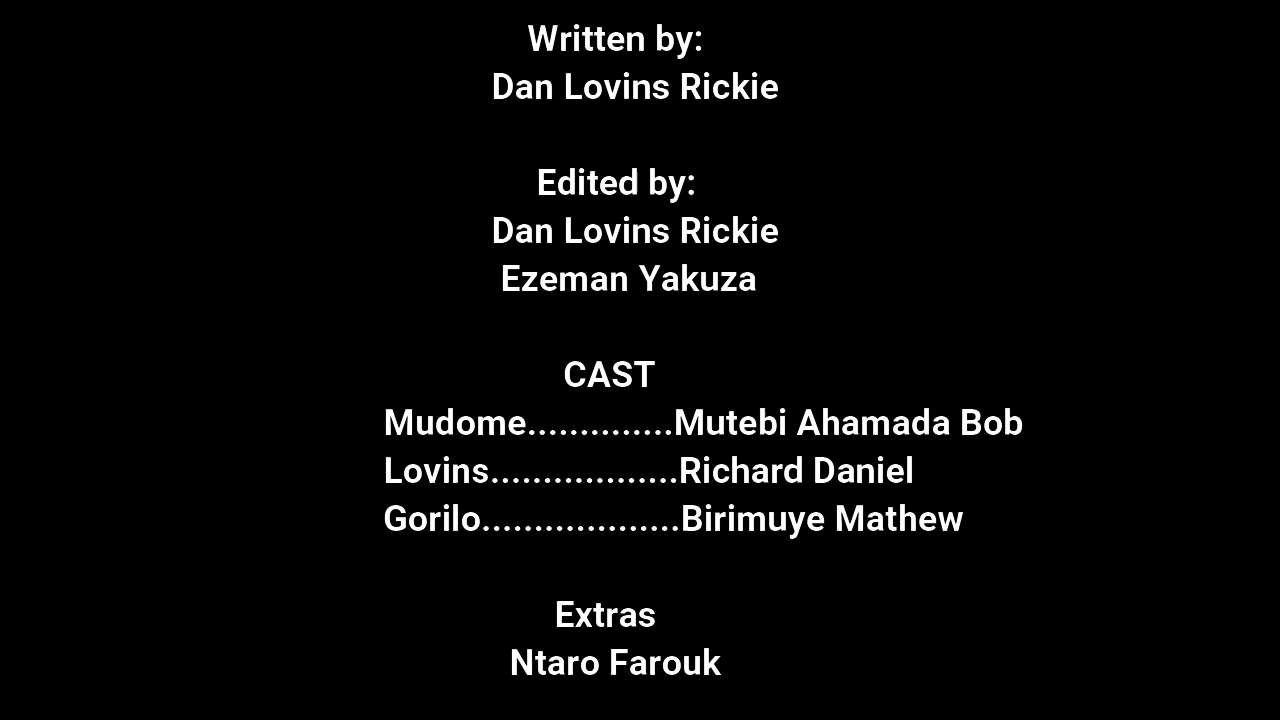 Written by:
Dan Lovins Rickie
Edited by:
Dan Lovins Rickie
Ezeman Yakuza
CAST
Mudome..............Mutebi Ahamada Bob
Lovins..................Richard Daniel
Gorilo...................Birimuye Mathew
Extras
Ntaro Farouk